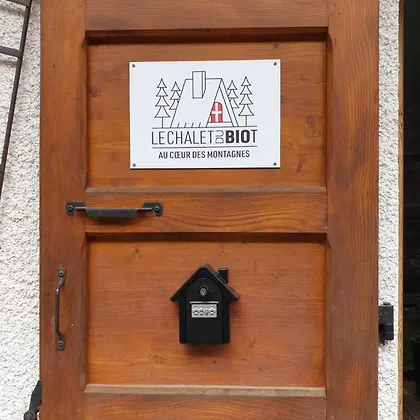 LE CHALET DU BIOT
AU CŒUR DES MONTAGNES